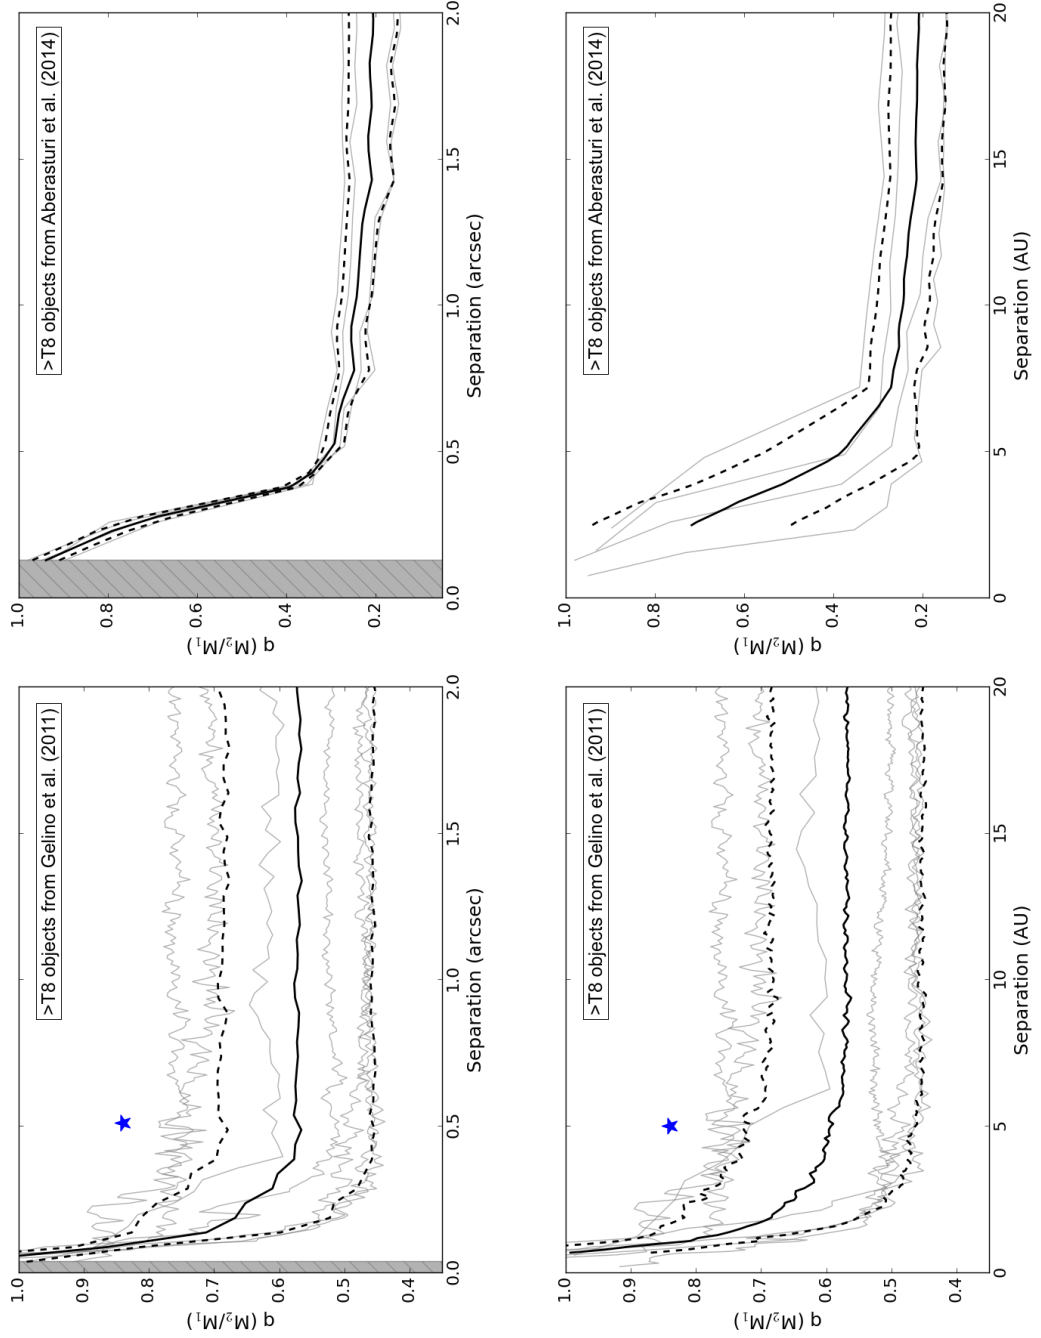 >T8 objects from Gelino et al. (2011)
1.0
0.9
0.8
0.7
0.6
0.5
0.4
q (M₂/M₁)
0.0 0.5 1.0 1.5 2.0
Separation (arcsec)
>T8 objects from Aberasturi et al. (2014)
1.0
0.8
0.6
0.4
0.2
q (M₂/M₁)
0.0 0.5 1.0 1.5 2.0
Separation (arcsec)
>T8 objects from Gelino et al. (2011)
1.0
0.9
0.8
0.7
0.6
0.5
0.4
q (M₂/M₁)
0 5 10 15 20
Separation (AU)
>T8 objects from Aberasturi et al. (2014)
1.0
0.8
0.6
0.4
0.2
q (M₂/M₁)
0 5 10 15 20
Separation (AU)